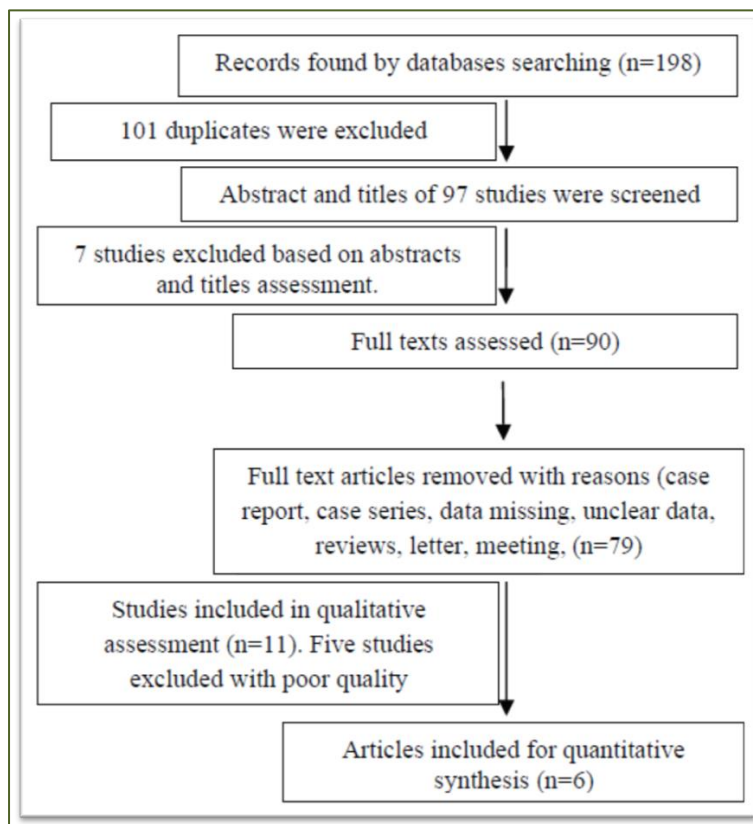 Records found by databases searching (n=198)
101 duplicates were excluded
Abstract and titles of 97 studies were screened
7 studies excluded based on abstracts
and titles assessment.
Full texts assessed (n=90)
Full text articles removed with reasons (case
report, case series, data missing, unclear data,
reviews, letter, meeting, (n=79)
Studies included in qualitative
assessment (n=11). Five studies
excluded with poor quality
Articles included for quantitative
synthesis (n=6)